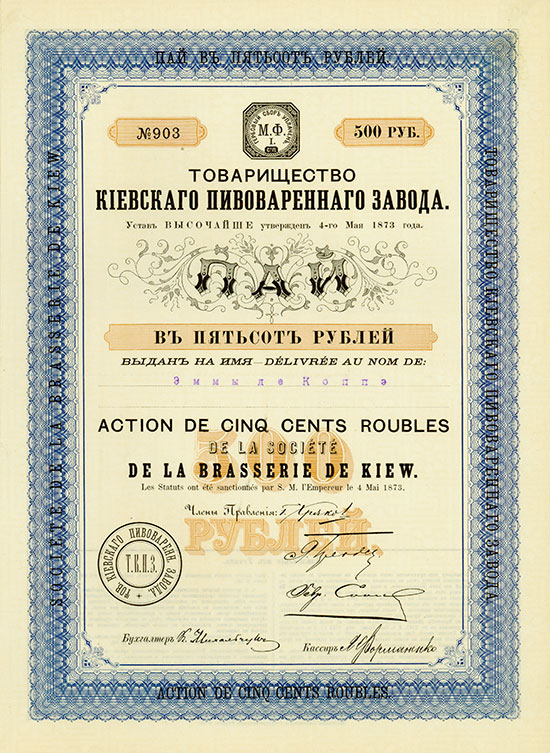 ПАЙ ВЪ ПЯТЬСОТЪ РУБЛЕЙ
SOCIÉTÉ DE LA BRASSERIE DE KIEW
ТОВАРИЩЕСТВО КІЕВСКАГО ПИВОВАРЕННАГО ЗАВОДА
№903
М.Ф.
I.
500 РУБ.
ТОВАРИЩЕСТВО
КІЕВСКАГО ПИВОВАРЕННАГО ЗАВОДА.
Уставъ ВЫСОЧАЙШЕ утвержденъ 4-го Мая 1873 года.
ПАЙ
ВЪ ПЯТЬСОТЪ РУБЛЕЙ
ВЫДАНЪ НА ИМЯ—DÉLIVRÉE AU NOM DE:
Эммы ле Коппэ
ACTION DE CINQ CENTS ROUBLES
500
DE LA SOCIÉTÉ
DE LA BRASSERIE DE KIEW.
Les Statuts ont été sanctionnés par S. M. l'Empereur le 4 Mai 1873.
Члены Правленія:
РУБЛЕЙ.
ТОВ. КІЕВСКАГО ПИВОВАРЕН. ЗАВОДА.
Т.К.П.З.
Бухгалтеръ
Кассиръ
ACTION DE CINQ CENTS ROUBLES.